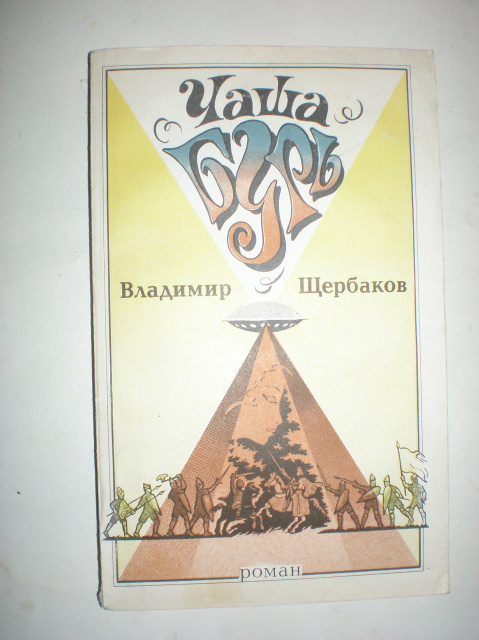 Чаша
Бурь
Владимир Щербаков
роман